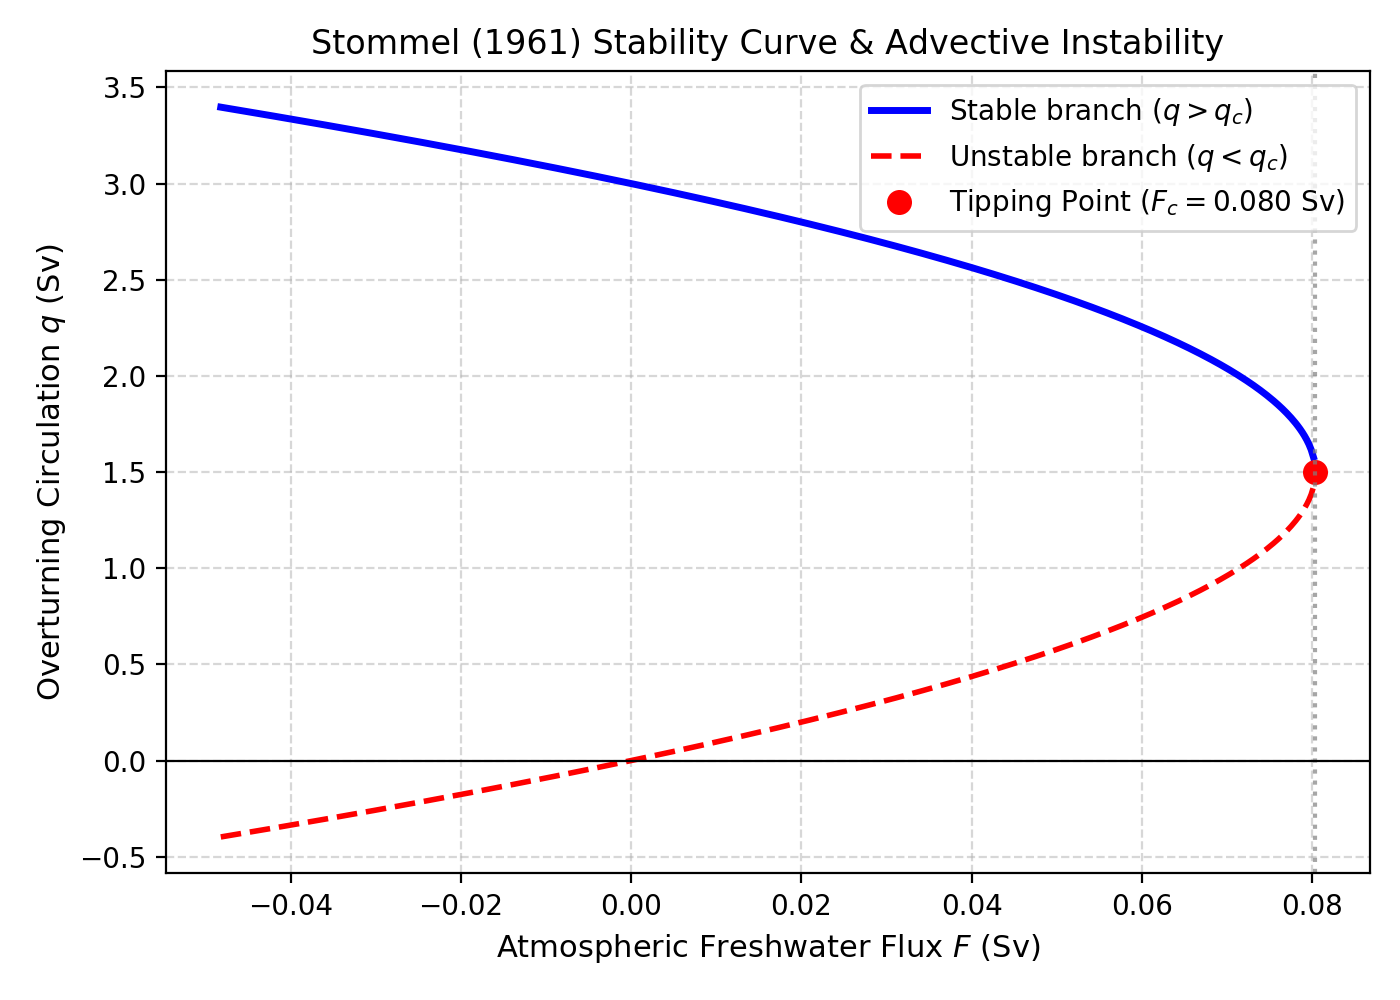 Stommel (1961) Stability Curve & Advective Instability
3.5
3.0
2.5
2.0
1.5
1.0
0.5
0.0
−0.5
Overturning Circulation q (Sv)
Stable branch (q > q_c)
Unstable branch (q < q_c)
Tipping Point (F_c = 0.080 Sv)
−0.04 −0.02 0.00 0.02 0.04 0.06 0.08
Atmospheric Freshwater Flux F (Sv)